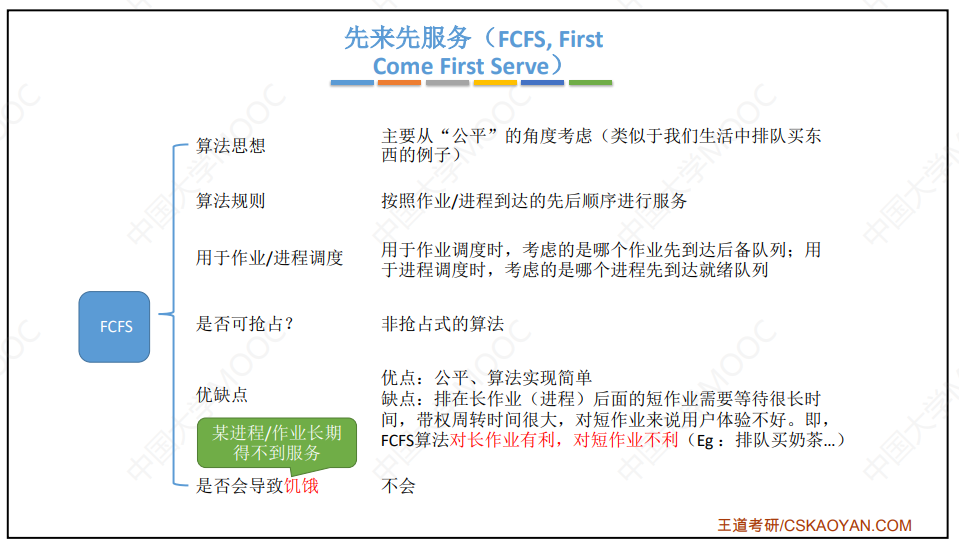 先来先服务（FCFS, First
Come First Serve）
算法思想
主要从“公平”的角度考虑（类似于我们生活中排队买东
西的例子）
算法规则
按照作业/进程到达的先后顺序进行服务
用于作业/进程调度
用于作业调度时，考虑的是哪个作业先到达后备队列；用
于进程调度时，考虑的是哪个进程先到达就绪队列
FCFS
是否可抢占？
非抢占式的算法
优缺点
优点：公平、算法实现简单
缺点：排在长作业（进程）后面的短作业需要等待很长时
间，带权周转时间很大，对短作业来说用户体验不好。即，
FCFS算法对长作业有利，对短作业不利（Eg：排队买奶茶…）
某进程/作业长期
得不到服务
是否会导致饥饿
不会
王道考研/CSKAOYAN.COM
中国大学MOOC